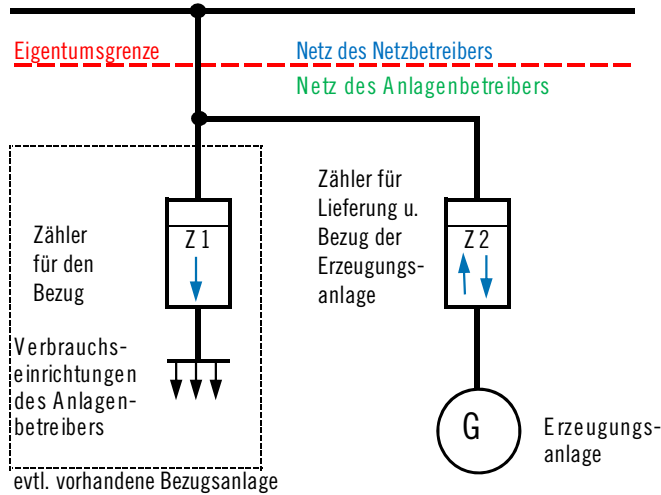 Eigentumsgrenze
Netz des Netzbetreibers
Netz des Anlagenbetreibers
Zähler
für den
Bezug
Z 1
Zähler für
Lieferung u.
Bezug der
Erzeugungs-
anlage
Z 2
Verbrauchs-
einrichtungen
des Anlagen-
betreibers
G
Erzeugungs-
anlage
evtl. vorhandene Bezugsanlage